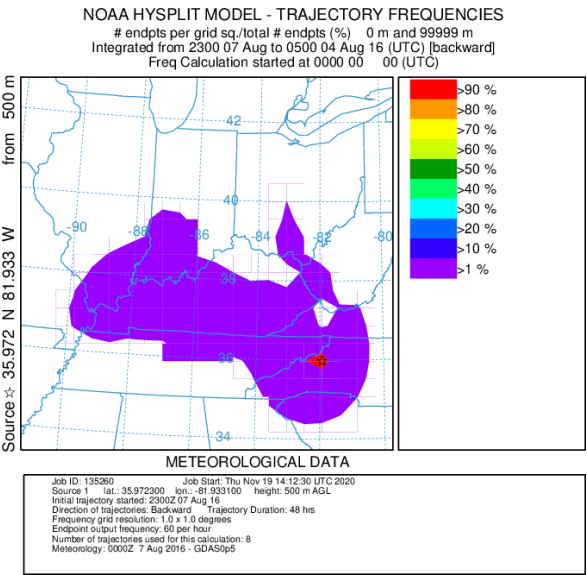 NOAA HYSPLIT MODEL - TRAJECTORY FREQUENCIES
# endpts per grid sq./total # endpts (%) 0 m and 99999 m
Integrated from 2300 07 Aug to 0500 04 Aug 16 (UTC) [backward]
Freq Calculation started at 0000 00 00 (UTC)
Source ☆ 35.972 N 81.933 W from 500 m
42
40
-90
-88
-86
-84
-82
-80
38
36
34
>90 %
>80 %
>70 %
>60 %
>50 %
>40 %
>30 %
>20 %
>10 %
>1 %
METEOROLOGICAL DATA
Job ID: 135260 Job Start: Thu Nov 19 14:12:30 UTC 2020
Source 1 lat.: 35.972300 lon.: -81.933100 height: 500 m AGL
Initial trajectory started: 2300Z 07 Aug 16
Direction of trajectories: Backward Trajectory Duration: 48 hrs
Frequency grid resolution: 1.0 x 1.0 degrees
Endpoint output frequency: 60 per hour
Number of trajectories used for this calculation: 8
Meteorology: 0000Z 7 Aug 2016 - GDAS0p5